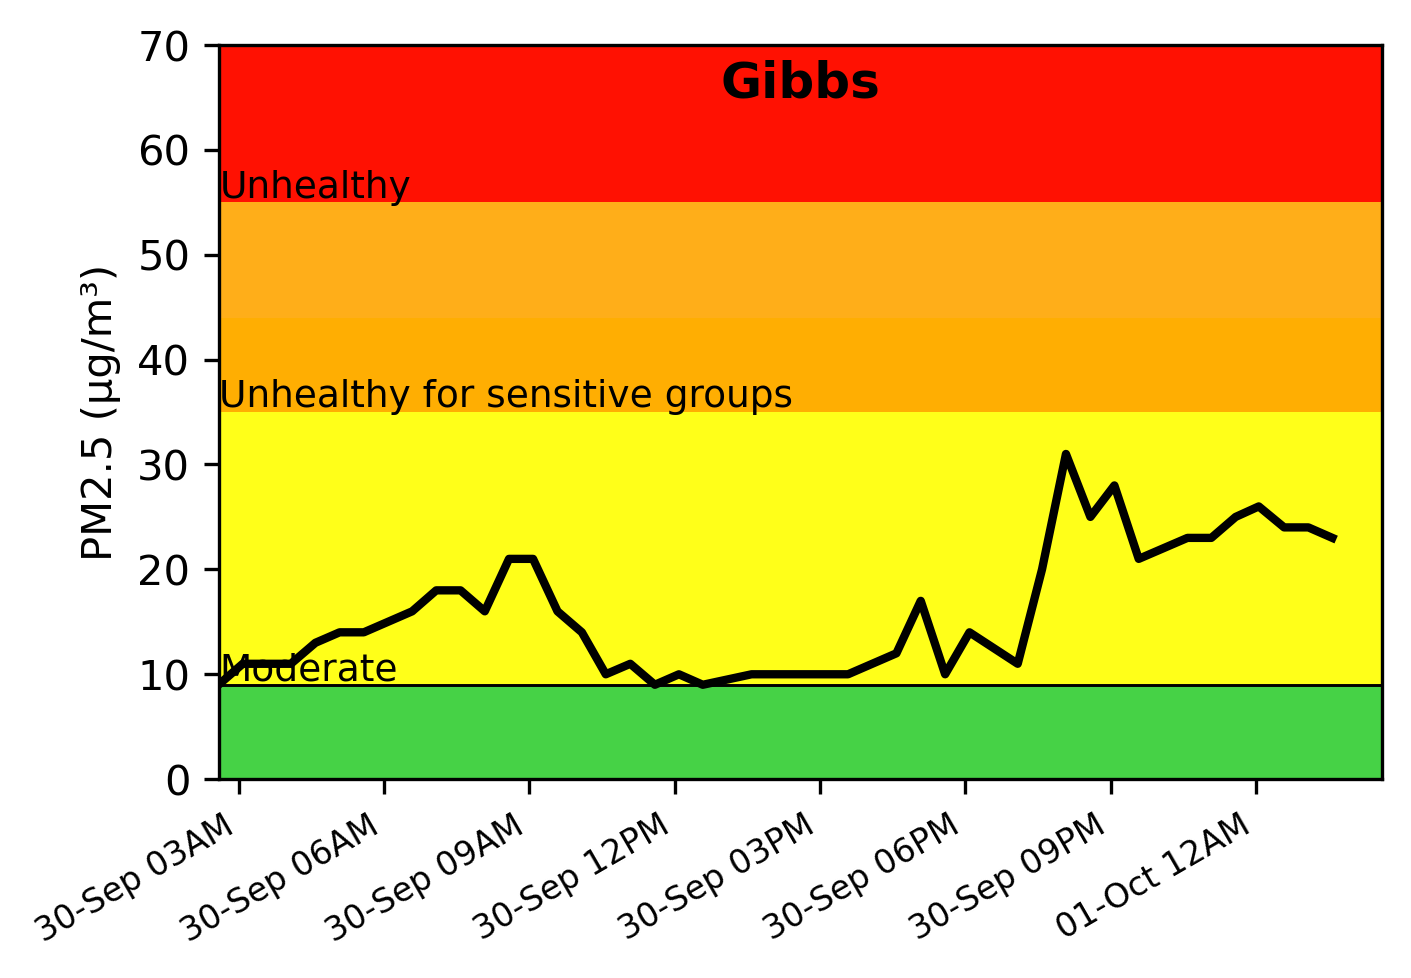 Gibbs
70
60
50
40
30
20
10
0
PM2.5 (µg/m³)
Unhealthy
Unhealthy for sensitive groups
Moderate
30-Sep 03AM
30-Sep 06AM
30-Sep 09AM
30-Sep 12PM
30-Sep 03PM
30-Sep 06PM
30-Sep 09PM
01-Oct 12AM